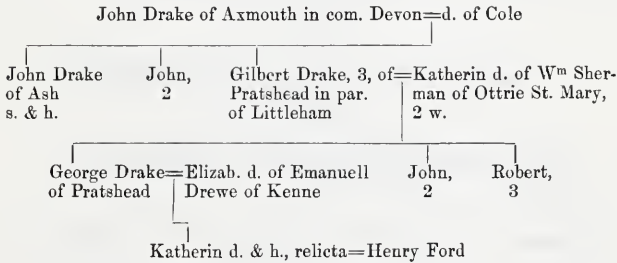 John Drake of Axmouth in com. Devon=d. of Cole
John Drake of Ash s. & h.
John, 2
Gilbert Drake, 3, of Pratshead in par. of Littleham=Katherin d. of Wm Sherman of Ottrie St. Mary, 2 w.
George Drake of Pratshead=Elizab. d. of Emanuell Drewe of Kenne
John, 2
Robert, 3
Katherin d. & h., relicta=Henry Ford